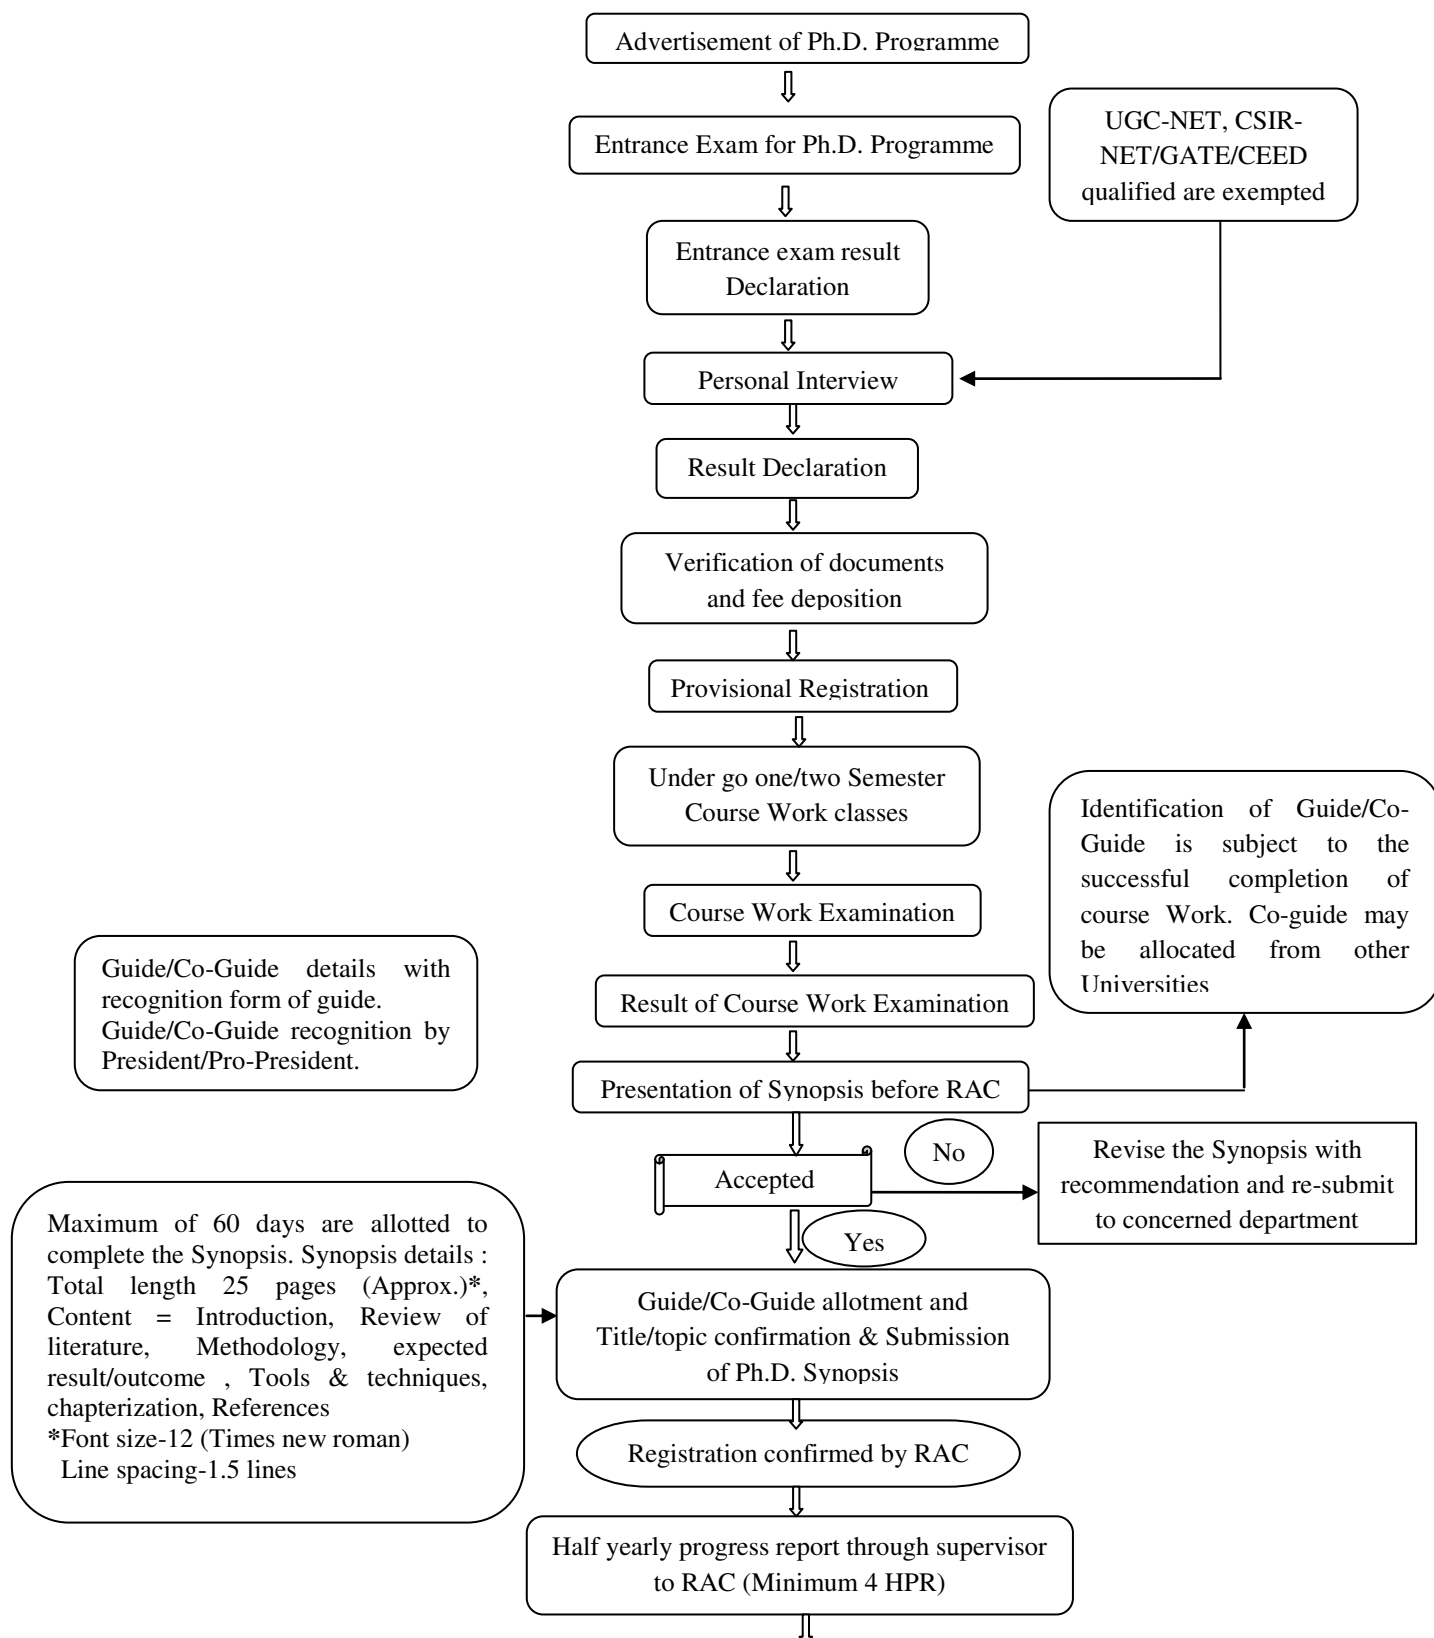 Advertisement of Ph.D. Programme
Entrance Exam for Ph.D. Programme
UGC-NET, CSIR-
NET/GATE/CEED
qualified are exempted
Entrance exam result
Declaration
Personal Interview
Result Declaration
Verification of documents
and fee deposition
Provisional Registration
Under go one/two Semester
Course Work classes
Identification of Guide/Co-
Guide is subject to the
successful completion of
course Work. Co-guide may
be allocated from other
Universities
Course Work Examination
Guide/Co-Guide details with
recognition form of guide.
Guide/Co-Guide recognition by
President/Pro-President.
Result of Course Work Examination
Presentation of Synopsis before RAC
No
Accepted
Revise the Synopsis with
recommendation and re-submit
to concerned department
Yes
Maximum of 60 days are allotted to
complete the Synopsis. Synopsis details :
Total length 25 pages (Approx.)*,
Content = Introduction, Review of
literature, Methodology, expected
result/outcome , Tools & techniques,
chapterization, References
*Font size-12 (Times new roman)
Line spacing-1.5 lines
Guide/Co-Guide allotment and
Title/topic confirmation & Submission
of Ph.D. Synopsis
Registration confirmed by RAC
Half yearly progress report through supervisor
to RAC (Minimum 4 HPR)